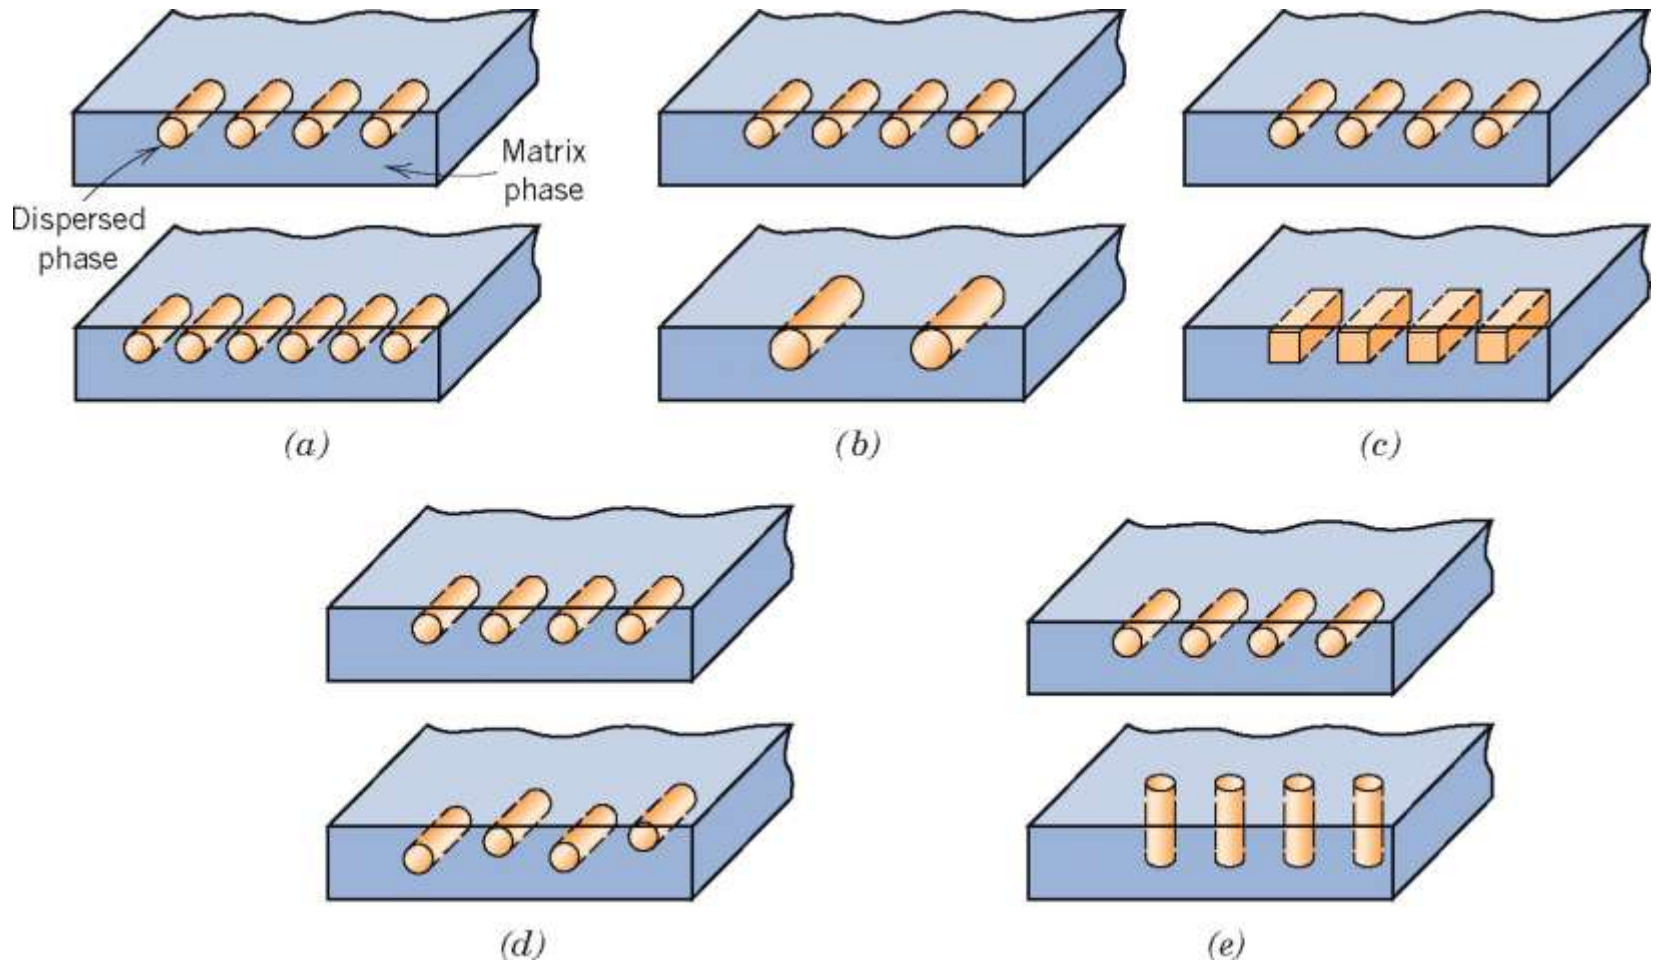 Matrix
phase
Dispersed
phase
(a)
(b)
(c)
(d)
(e)